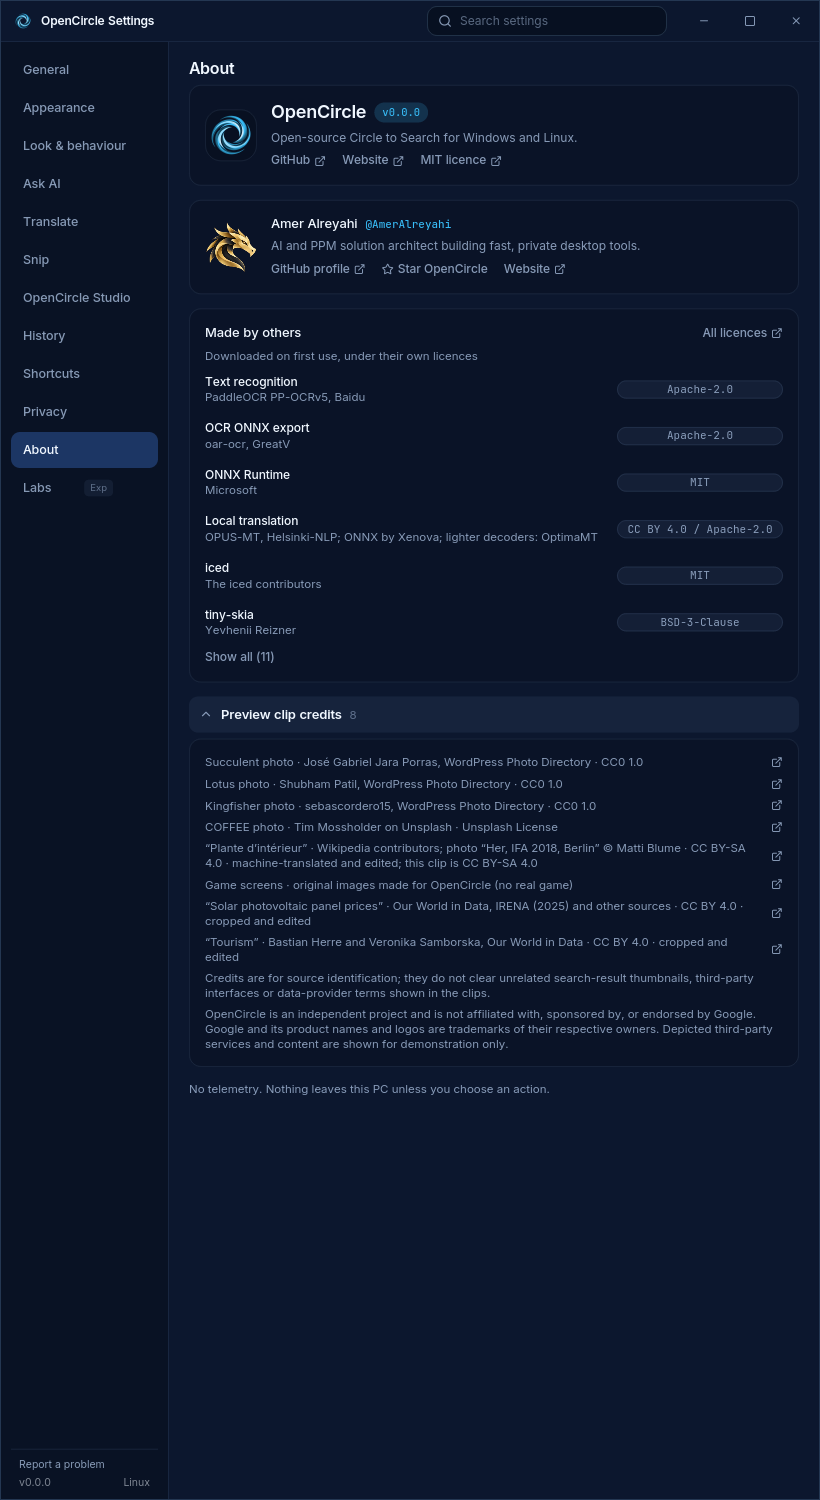 OpenCircle Settings
Search settings
General
Appearance
Look & behaviour
Ask AI
Translate
Snip
OpenCircle Studio
History
Shortcuts
Privacy
About
Labs Exp
Report a problem
v0.0.0 Linux
About
OpenCircle v0.0.0
Open-source Circle to Search for Windows and Linux.
GitHub Website MIT licence
Amer Alreyahi @AmerAlreyahi
AI and PPM solution architect building fast, private desktop tools.
GitHub profile Star OpenCircle Website
Made by others All licences
Downloaded on first use, under their own licences
Text recognition
PaddleOCR PP-OCRv5, Baidu
Apache-2.0
OCR ONNX export
oar-ocr, GreatV
Apache-2.0
ONNX Runtime
Microsoft
MIT
Local translation
OPUS-MT, Helsinki-NLP; ONNX by Xenova; lighter decoders: OptimaMT
CC BY 4.0 / Apache-2.0
iced
The iced contributors
MIT
tiny-skia
Yevhenii Reizner
BSD-3-Clause
Show all (11)
Preview clip credits 8
Succulent photo · José Gabriel Jara Porras, WordPress Photo Directory · CC0 1.0
Lotus photo · Shubham Patil, WordPress Photo Directory · CC0 1.0
Kingfisher photo · sebascordero15, WordPress Photo Directory · CC0 1.0
COFFEE photo · Tim Mossholder on Unsplash · Unsplash License
“Plante d’intérieur” · Wikipedia contributors; photo “Her, IFA 2018, Berlin” © Matti Blume · CC BY-SA
4.0 · machine-translated and edited; this clip is CC BY-SA 4.0
Game screens · original images made for OpenCircle (no real game)
“Solar photovoltaic panel prices” · Our World in Data, IRENA (2025) and other sources · CC BY 4.0 ·
cropped and edited
“Tourism” · Bastian Herre and Veronika Samborska, Our World in Data · CC BY 4.0 · cropped and
edited
Credits are for source identification; they do not clear unrelated search-result thumbnails, third-party
interfaces or data-provider terms shown in the clips.
OpenCircle is an independent project and is not affiliated with, sponsored by, or endorsed by Google.
Google and its product names and logos are trademarks of their respective owners. Depicted third-party
services and content are shown for demonstration only.
No telemetry. Nothing leaves this PC unless you choose an action.